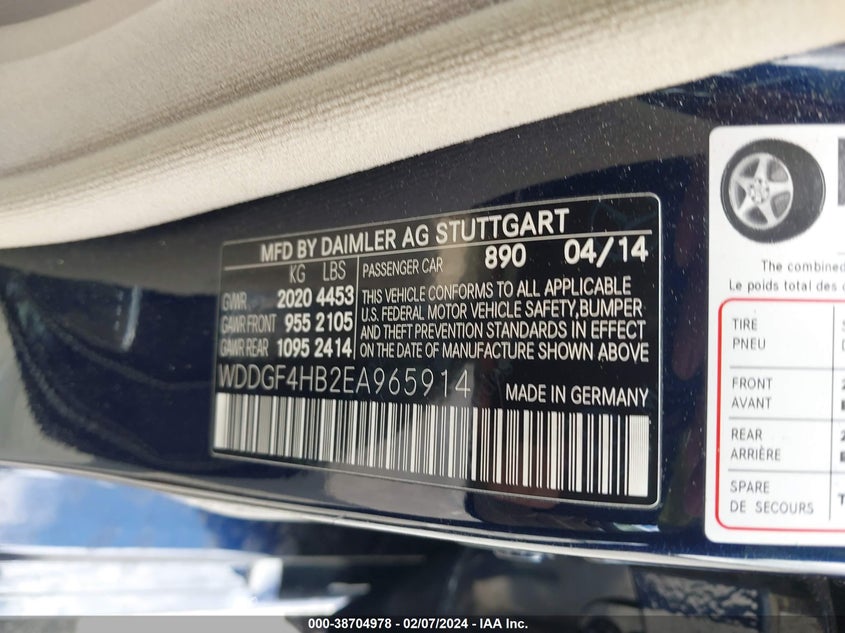 MFD BY DAIMLER AG STUTTGART
890 04/14
KG LBS
GVWR 2020 4453
GAWR FRONT 955 2105
GAWR REAR 1095 2414
PASSENGER CAR
THIS VEHICLE CONFORMS TO ALL APPLICABLE
U.S. FEDERAL MOTOR VEHICLE SAFETY, BUMPER
AND THEFT PREVENTION STANDARDS IN EFFECT
ON THE DATE OF MANUFACTURE SHOWN ABOVE
WDDGF4HB2EA965914
MADE IN GERMANY
The combined
Le poids total des
TIRE
PNEU
FRONT
AVANT
REAR
ARRIÈRE
SPARE
DE SECOURS
000-38704978 - 02/07/2024 - IAA Inc.